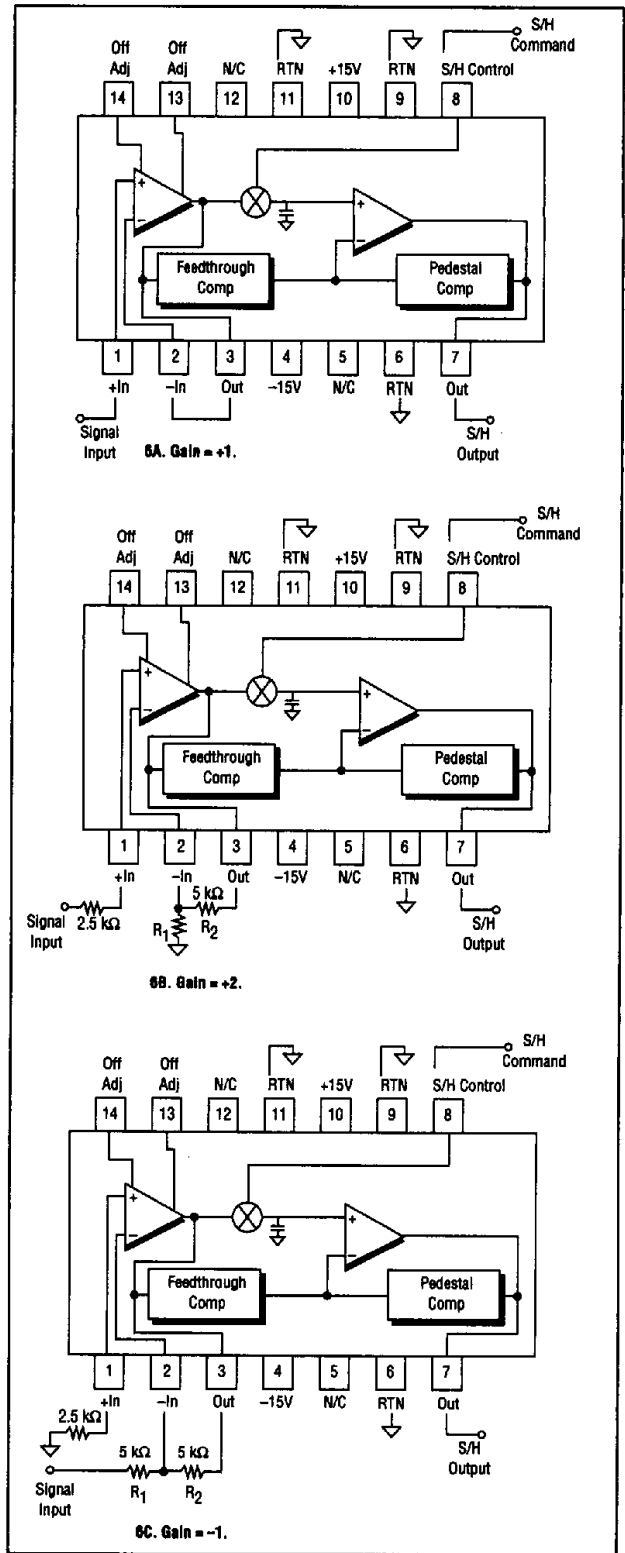 S/H
Command
Off Off
Adj Adj N/C RTN +15V RTN S/H Control
14 13 12 11 10 9 8
+
−
+
−
Feedthrough Pedestal
Comp Comp
1 2 3 4 5 6 7
+In −In Out −15V N/C RTN Out
Signal S/H
Input Output
6A. Gain = +1.
S/H
Command
Off Off
Adj Adj N/C RTN +15V RTN S/H Control
14 13 12 11 10 9 8
+
−
+
−
Feedthrough Pedestal
Comp Comp
1 2 3 4 5 6 7
+In −In Out −15V N/C RTN Out
5 kΩ
Signal 2.5 kΩ R1 R2 S/H
Input Output
6B. Gain = +2.
S/H
Command
Off Off
Adj Adj N/C RTN +15V RTN S/H Control
14 13 12 11 10 9 8
+
−
+
−
Feedthrough Pedestal
Comp Comp
1 2 3 4 5 6 7
+In −In Out −15V N/C RTN Out
2.5 kΩ
5 kΩ 5 kΩ S/H
Signal R1 R2 Output
Input
6C. Gain = −1.